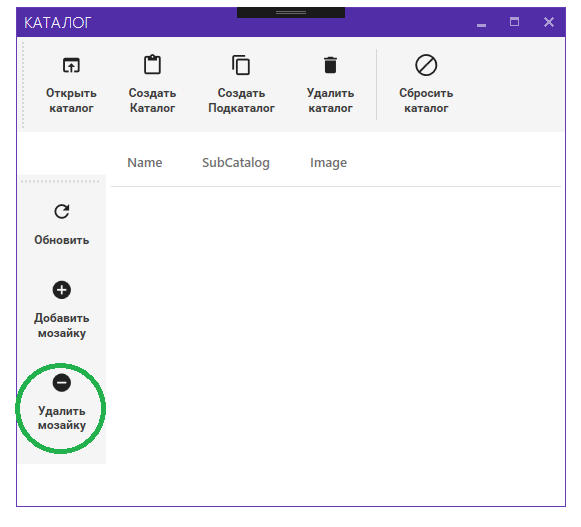 КАТАЛОГ
Открыть
каталог
Создать
Каталог
Создать
Подкаталог
Удалить
каталог
Сбросить
каталог
Name SubCatalog Image
Обновить
Добавить
мозайку
Удалить
мозайку